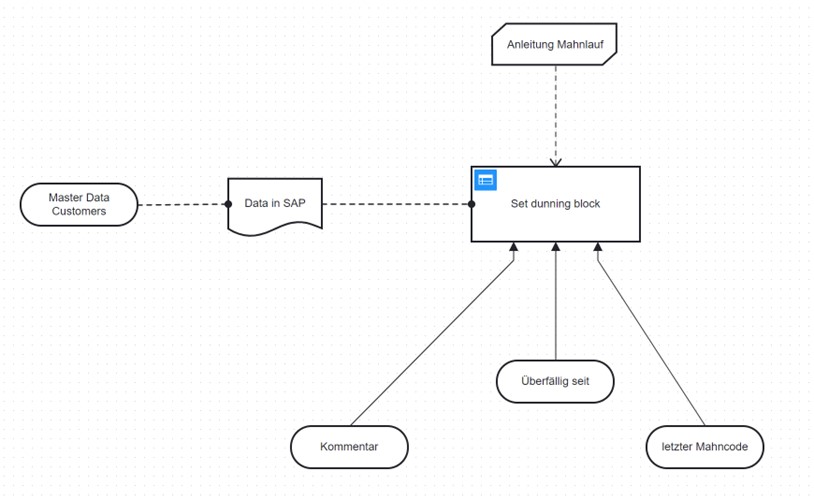 Anleitung Mahnlauf
Master Data
Customers
Data in SAP
Set dunning block
Überfällig seit
Kommentar
letzter Mahncode